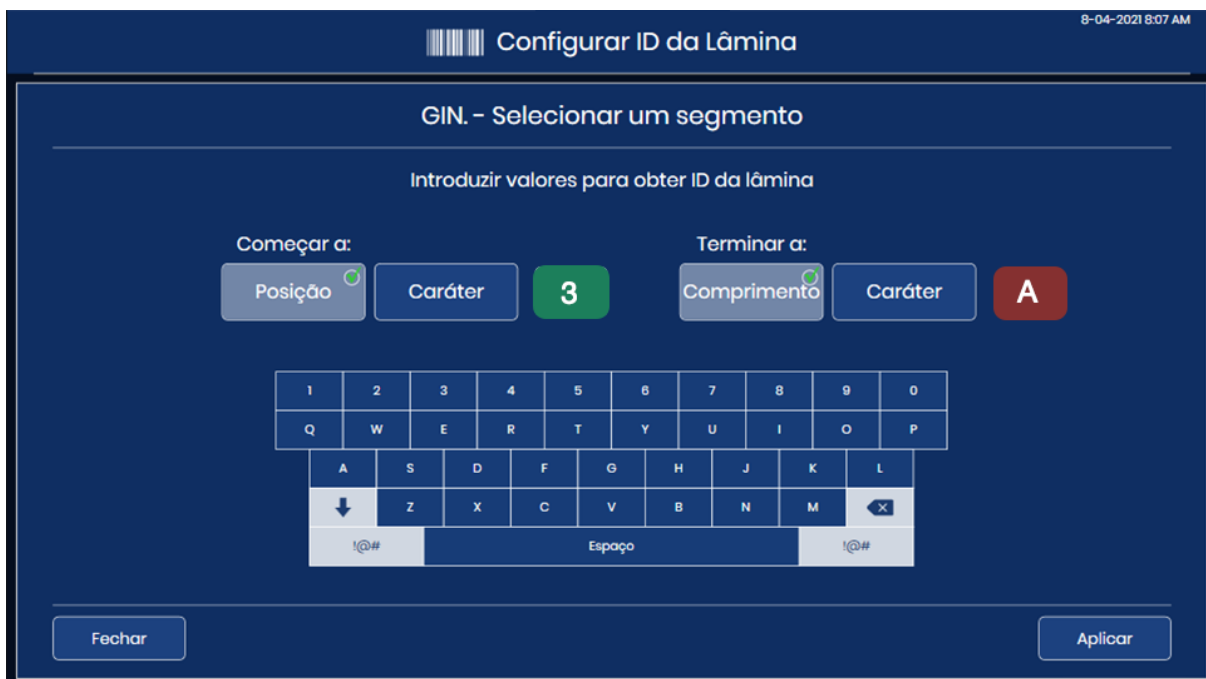 8-04-2021 8:07 AM
Configurar ID da Lâmina
GIN. - Selecionar um segmento
Introduzir valores para obter ID da lâmina
Começar a: Terminar a:
Posição Caráter 3 Comprimento Caráter A
1 2 3 4 5 6 7 8 9 0
Q W E R T Y U I O P
A S D F G H J K L
Z X C V B N M
!@# Espaço !@#
Fechar Aplicar